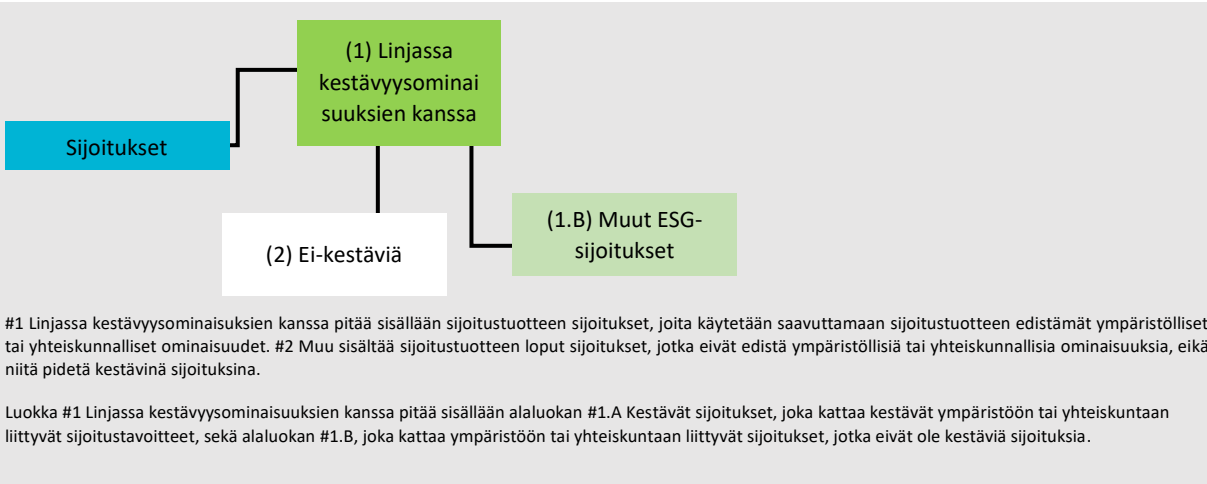 (1) Linjassa
kestävyysominai
suuksien kanssa
Sijoitukset
(2) Ei-kestäviä
(1.B) Muut ESG-
sijoitukset
#1 Linjassa kestävyysominaisuksien kanssa pitää sisällään sijoitustuotteen sijoitukset, joita käytetään saavuttamaan sijoitustuotteen edistämät ympäristölliset
tai yhteiskunnalliset ominaisuudet. #2 Muu sisältää sijoitustuotteen loput sijoitukset, jotka eivät edistä ympäristöllisiä tai yhteiskunnallisia ominaisuuksia, eikä
niitä pidetä kestävinä sijoituksina.
Luokka #1 Linjassa kestävyysominaisuuksien kanssa pitää sisällään alaluokan #1.A Kestävät sijoitukset, joka kattaa kestävät ympäristöön tai yhteiskuntaan
liittyvät sijoitustavoitteet, sekä alaluokan #1.B, joka kattaa ympäristöön tai yhteiskuntaan liittyvät sijoitukset, jotka eivät ole kestäviä sijoituksia.